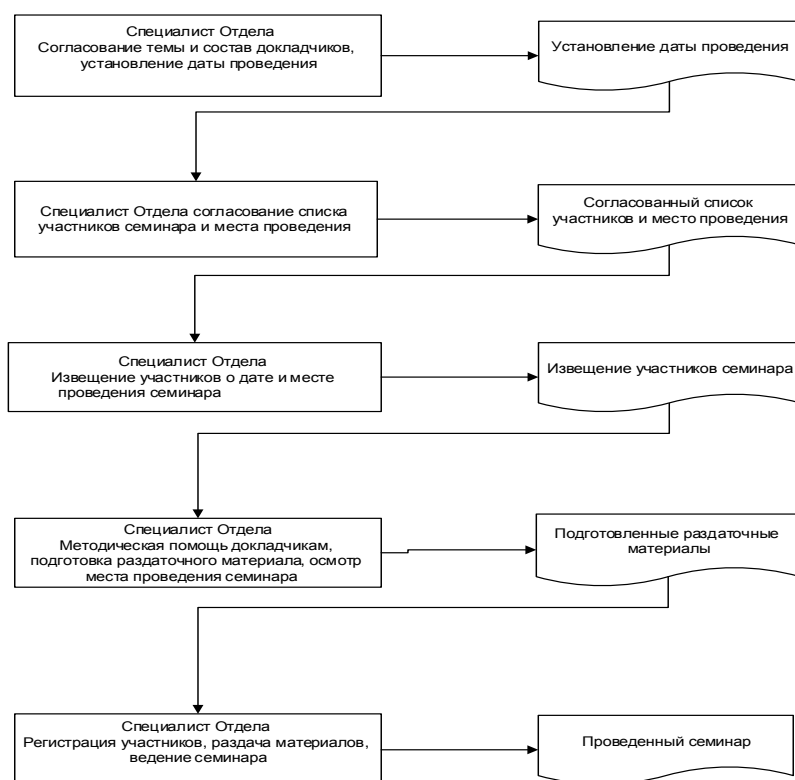 Специалист Отдела
Согласование темы и состав докладчиков,
установление даты проведения
Установление даты проведения
Специалист Отдела согласование списка
участников семинара и места проведения
Согласованный список
участников и место проведения
Специалист Отдела
Извещение участников о дате и месте
проведения семинара
Извещение участников семинара
Специалист Отдела
Методическая помощь докладчикам,
подготовка раздаточного материала, осмотр
места проведения семинара
Подготовленные раздаточные
материалы
Специалист Отдела
Регистрация участников, раздача материалов,
ведение семинара
Проведенный семинар